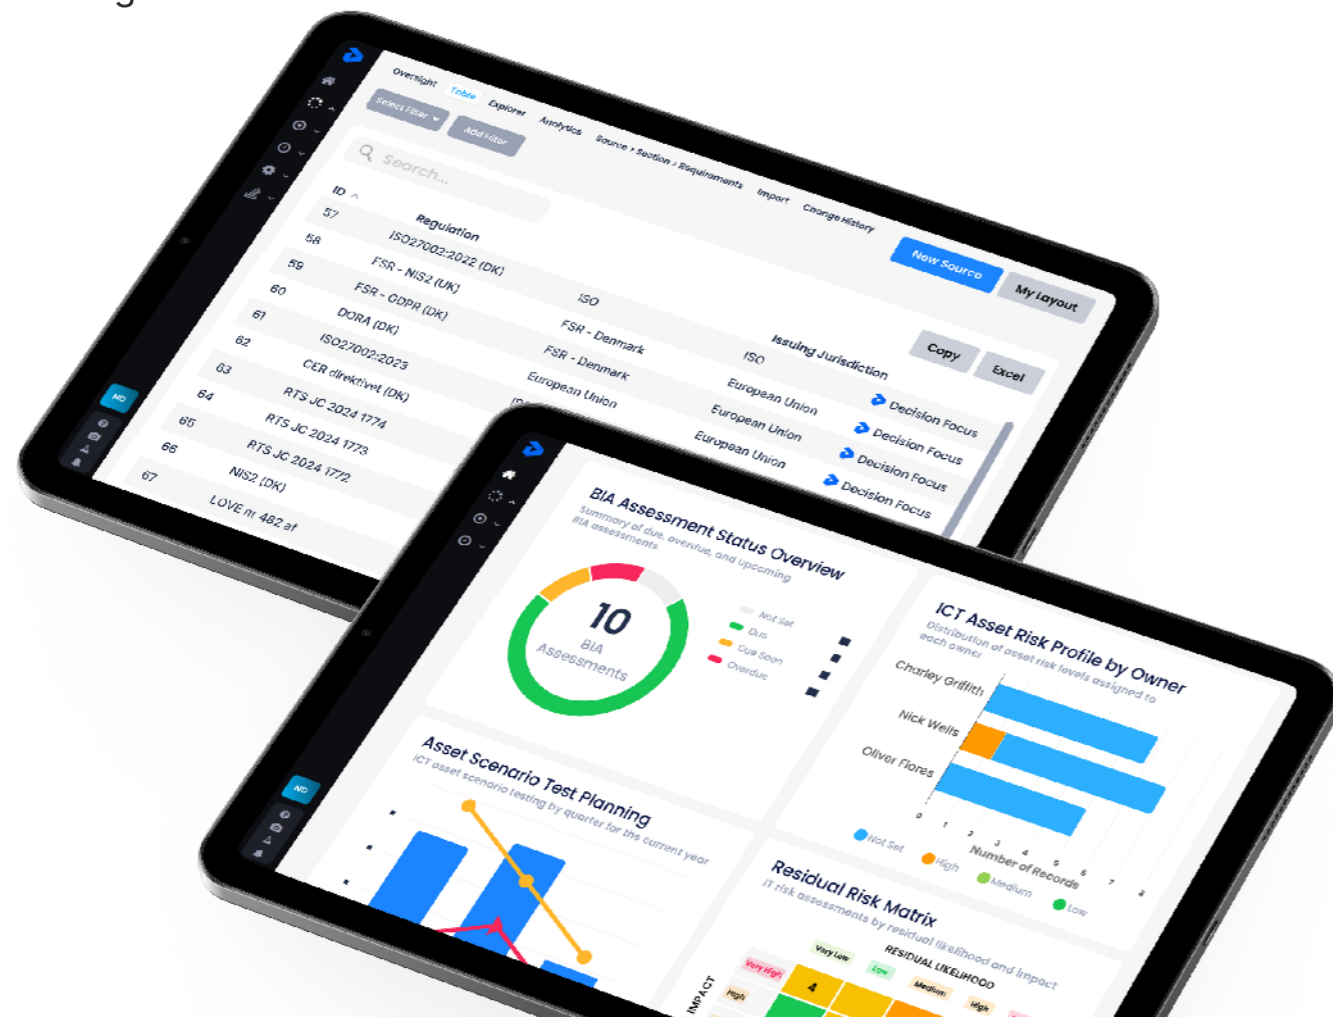 Oversight Table Explorer Analytics Source > Section > Requirements Import Change History
Select Filter Add Filter
New Source My Layout
Search...
Copy Excel
ID Regulation Issuing Jurisdiction
57 ISO27002:2022 (DK) ISO ISO Decision Focus
58 FSR - NIS2 (UK) FSR - Denmark European Union Decision Focus
59 FSR - GDPR (DK) FSR - Denmark European Union Decision Focus
60 DORA (DK) European Union European Union Decision Focus
61 ISO27002:2023
62 CER direktivet (DK)
63 RTS JC 2024 1774
64 RTS JC 2024 1773
65 RTS JC 2024 1772
66 NIS2 (DK)
67 LOVE nr 482 af
ND
BIA Assessment Status Overview
Summary of due, overdue, and upcoming
BIA assessments
10
BIA
Assessments
Not Set
Due
Due Soon
Overdue
ICT Asset Risk Profile by Owner
Distribution of asset risk levels assigned to
each owner
Charley Griffith
Nick Wells
Oliver Flores
0 1 2 3 4 5 6 7 8
Number of Records
Not Set High Medium Low
Asset Scenario Test Planning
ICT asset scenario testing by quarter for the current year
Residual Risk Matrix
IT risk assessments by residual likelihood and impact
RESIDUAL LIKELIHOOD
Very Low Low Medium High
IMPACT
Very High 4
High
ND